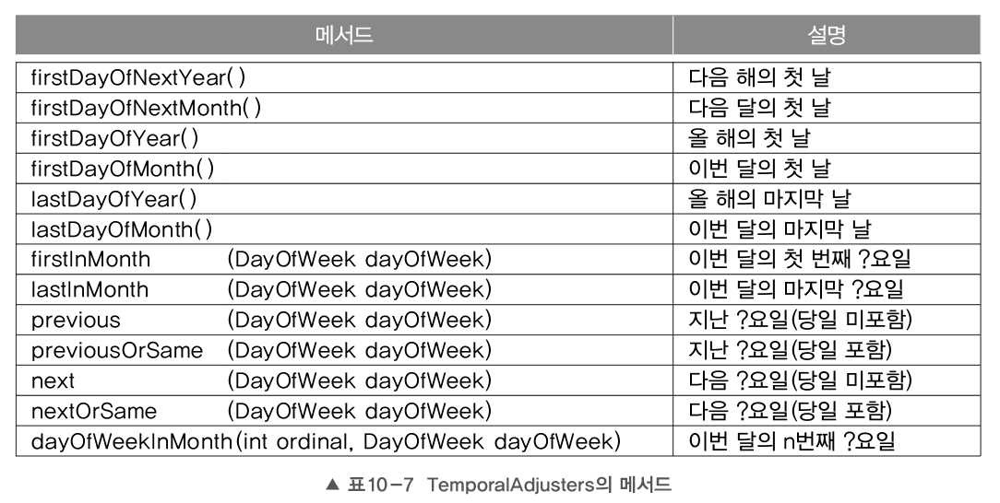 메서드 설명
firstDayOfNextYear( ) 다음 해의 첫 날
firstDayOfNextMonth( ) 다음 달의 첫 날
firstDayOfYear( ) 올 해의 첫 날
firstDayOfMonth( ) 이번 달의 첫 날
lastDayOfYear( ) 올 해의 마지막 날
lastDayOfMonth( ) 이번 달의 마지막 날
firstInMonth (DayOfWeek dayOfWeek) 이번 달의 첫 번째 ?요일
lastInMonth (DayOfWeek dayOfWeek) 이번 달의 마지막 ?요일
previous (DayOfWeek dayOfWeek) 지난 ?요일(당일 미포함)
previousOrSame (DayOfWeek dayOfWeek) 지난 ?요일(당일 포함)
next (DayOfWeek dayOfWeek) 다음 ?요일(당일 미포함)
nextOrSame (DayOfWeek dayOfWeek) 다음 ?요일(당일 포함)
dayOfWeekInMonth(int ordinal, DayOfWeek dayOfWeek) 이번 달의 n번째 ?요일
▲ 표10-7 TemporalAdjusters의 메서드